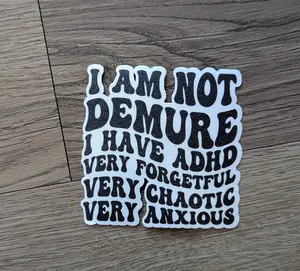 I AM NOT
DEMURE
I HAVE ADHD
VERY FORGETFUL
VERY CHAOTIC
VERY ANXIOUS